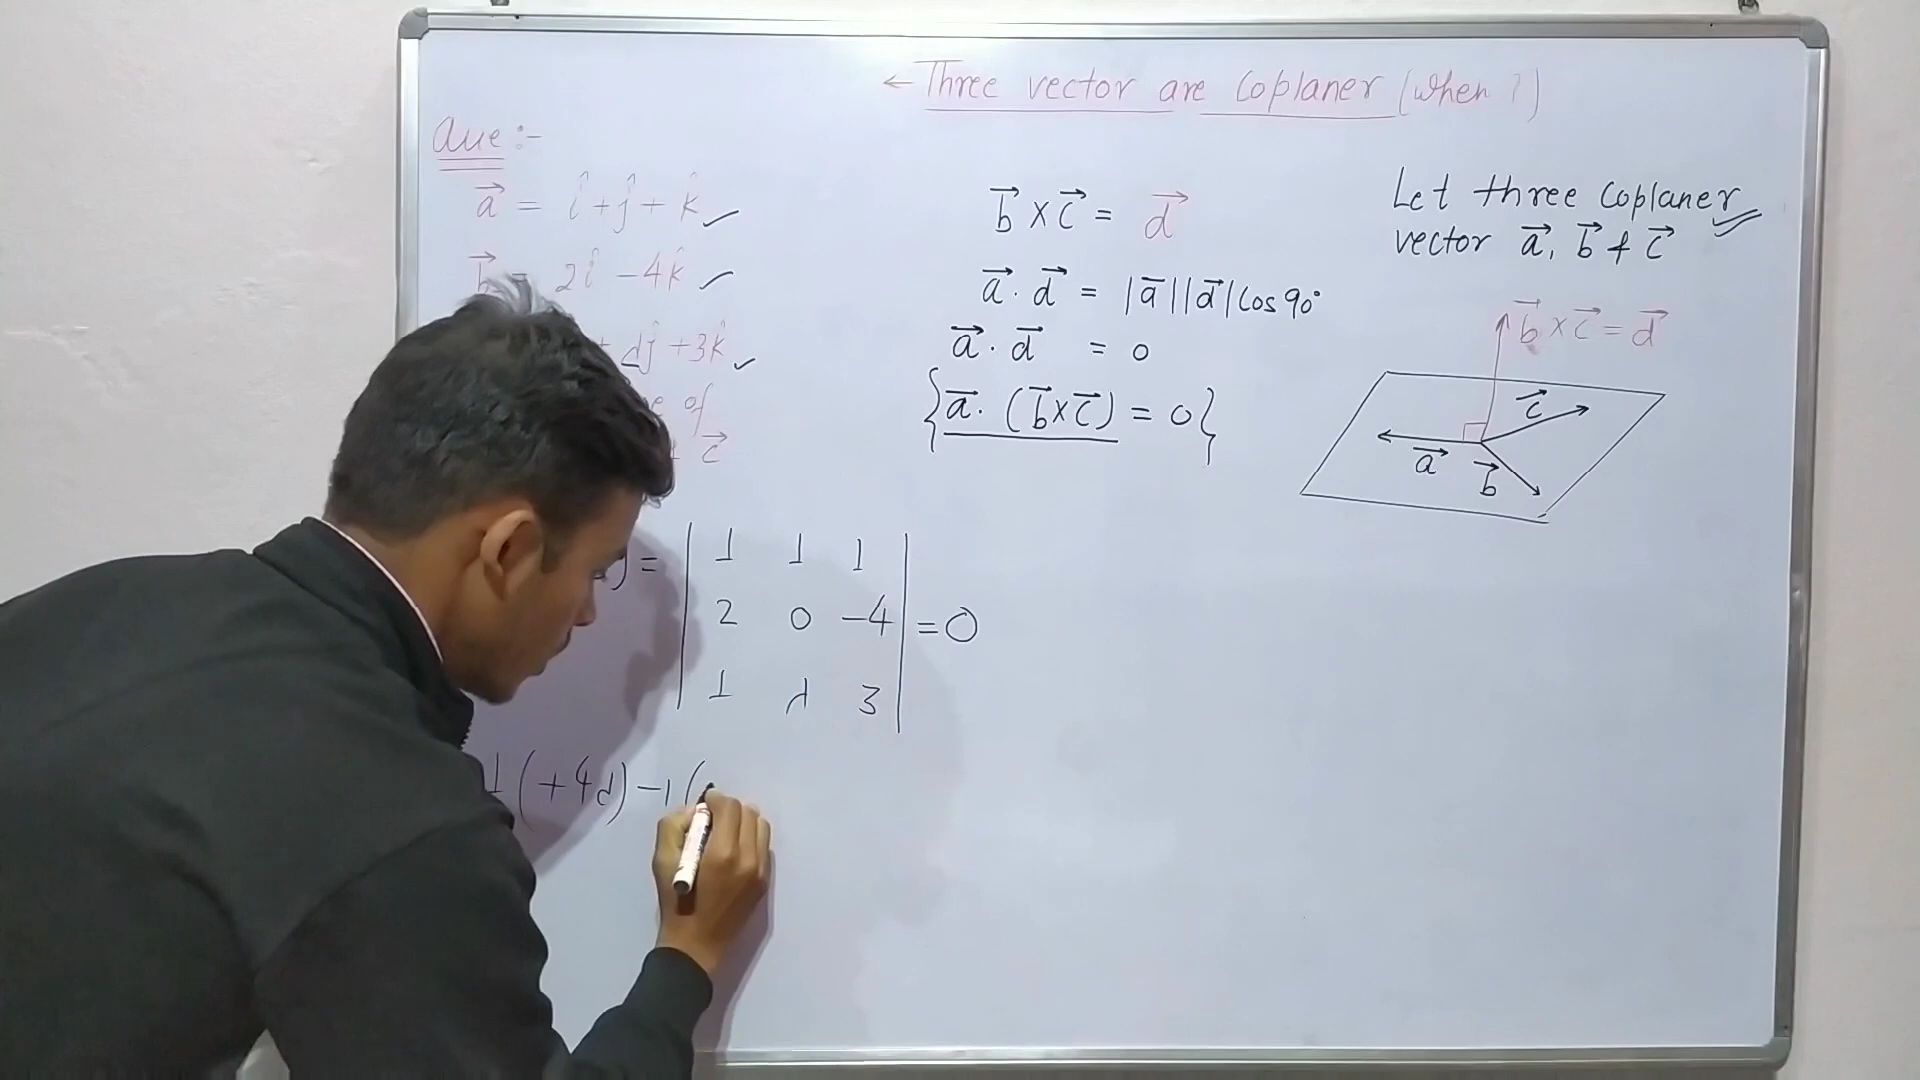 ← Three vector are Coplaner (when ?)
Que :-
a⃗ = î + ĵ + k̂ ✓
b⃗ = 2î - 4k̂ ✓
+ λĵ + 3k̂ ✓
of
c⃗
= | 1 1 1 |
| 2 0 -4 | = 0
| 1 λ 3 |
1 (+4λ) -1 (
b⃗ × c⃗ = d⃗
a⃗ . d⃗ = |a⃗| |d⃗| Cos 90°
a⃗ . d⃗ = 0
{ a⃗ . (b⃗ × c⃗) = 0 }
Let three Coplaner
vector a⃗, b⃗ & c⃗
b⃗ × c⃗ = d⃗
c⃗
a⃗
b⃗